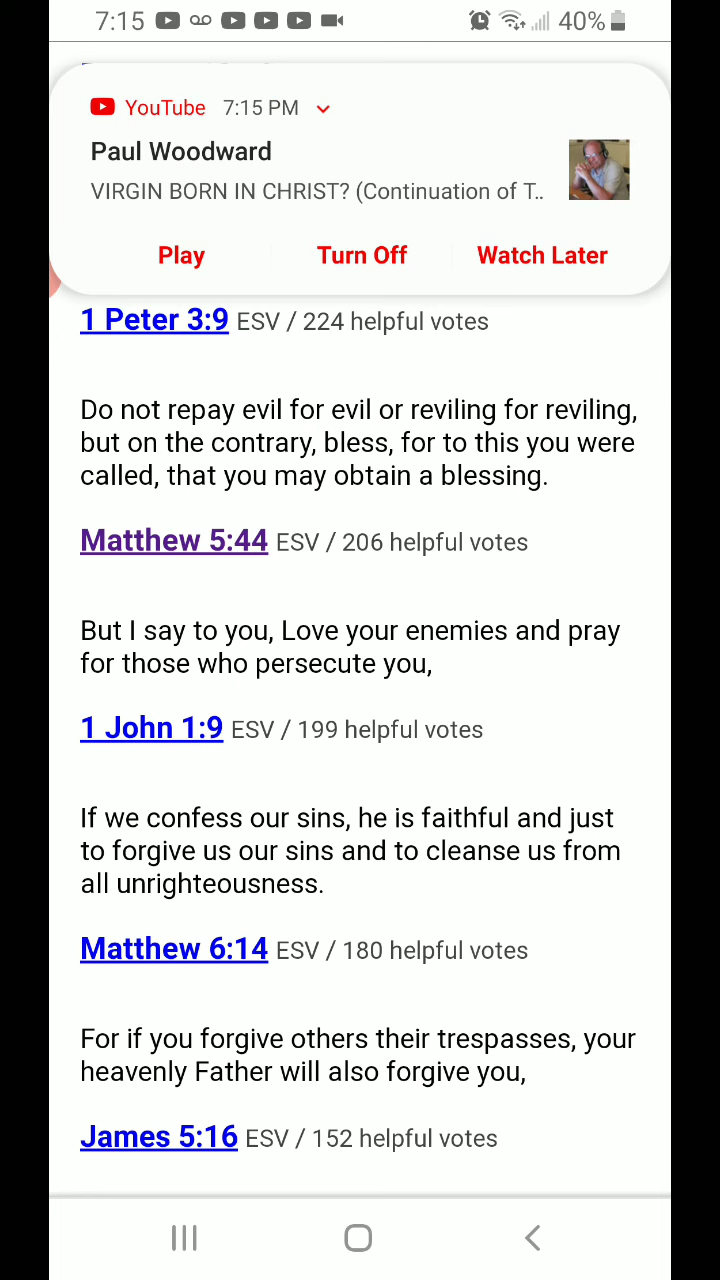 7:15
40%
YouTube 7:15 PM
Paul Woodward
VIRGIN BORN IN CHRIST? (Continuation of T..
Play Turn Off Watch Later
1 Peter 3:9 ESV / 224 helpful votes
Do not repay evil for evil or reviling for reviling,
but on the contrary, bless, for to this you were
called, that you may obtain a blessing.
Matthew 5:44 ESV / 206 helpful votes
But I say to you, Love your enemies and pray
for those who persecute you,
1 John 1:9 ESV / 199 helpful votes
If we confess our sins, he is faithful and just
to forgive us our sins and to cleanse us from
all unrighteousness.
Matthew 6:14 ESV / 180 helpful votes
For if you forgive others their trespasses, your
heavenly Father will also forgive you,
James 5:16 ESV / 152 helpful votes